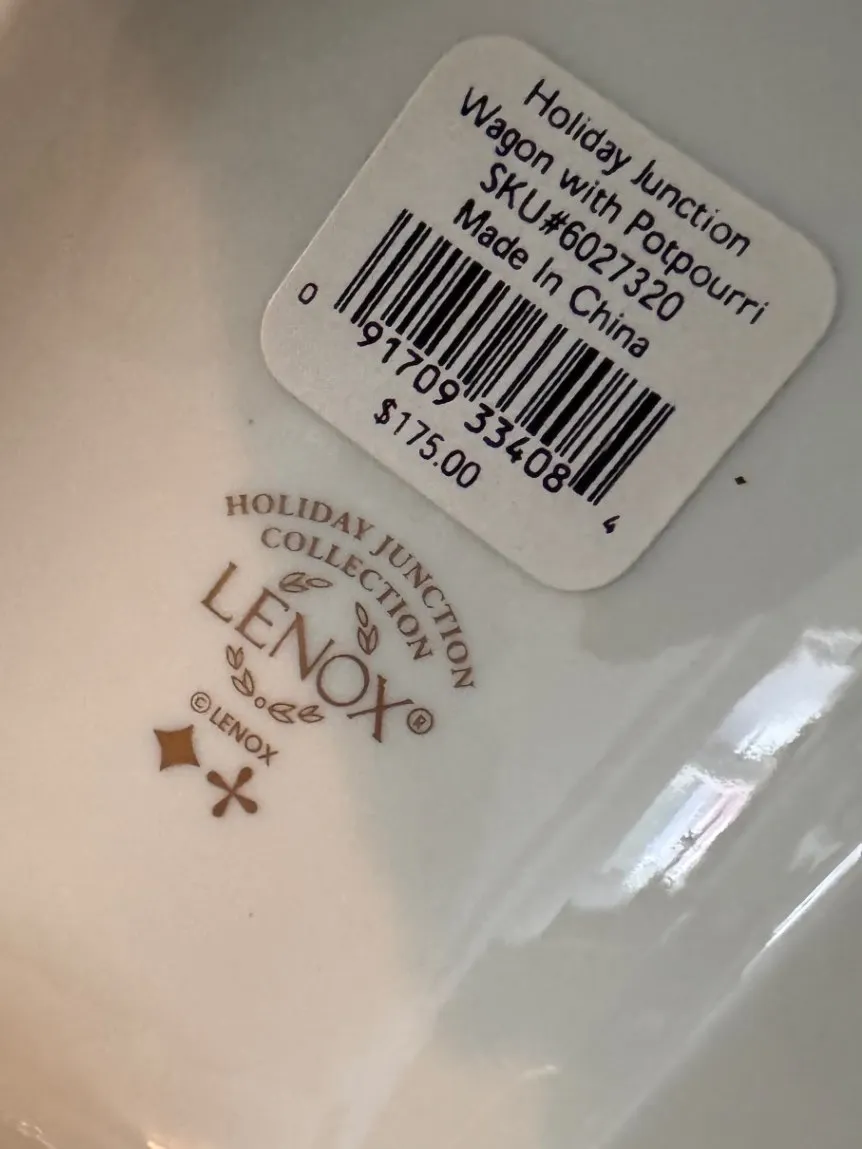 Holiday Junction
Wagon with Potpourri
SKU#6027320
Made In China
0 91709 33408 4
$175.00
HOLIDAY JUNCTION
COLLECTION
LENOX®
©LENOX